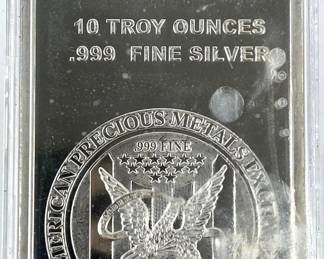 10 TROY OUNCES
.999 FINE SILVER
AMERICAN PRECIOUS METALS
.999 FINE